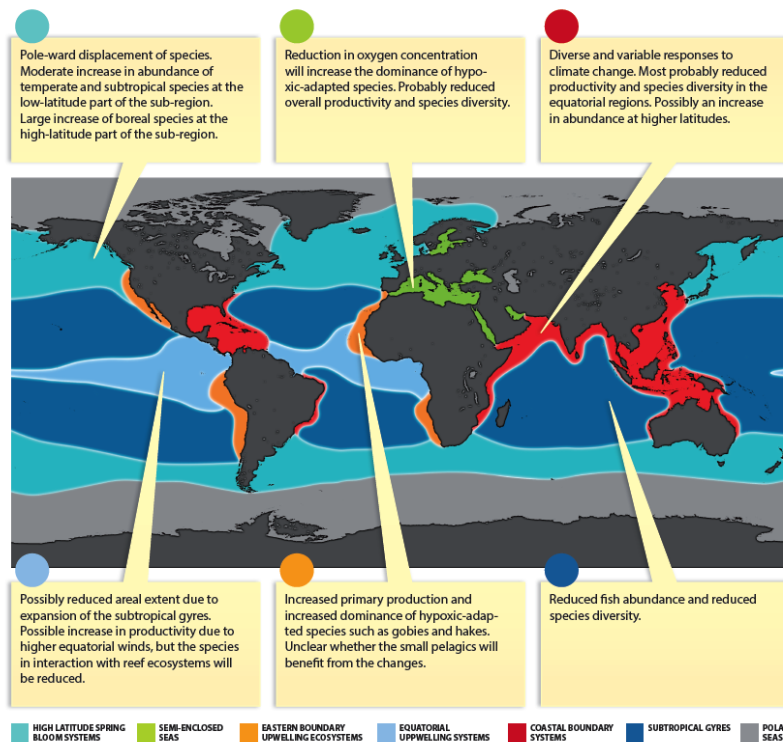 Pole-ward displacement of species.
Moderate increase in abundance of
temperate and subtropical species at the
low-latitude part of the sub-region.
Large increase of boreal species at the
high-latitude part of the sub-region.
Reduction in oxygen concentration
will increase the dominance of hypo-
xic-adapted species. Probably reduced
overall productivity and species diversity.
Diverse and variable responses to
climate change. Most probably reduced
productivity and species diversity in the
equatorial regions. Possibly an increase
in abundance at higher latitudes.
Possibly reduced areal extent due to
expansion of the subtropical gyres.
Possible increase in productivity due to
higher equatorial winds, but the species
in interaction with reef ecosystems will
be reduced.
Increased primary production and
increased dominance of hypoxic-adap-
ted species such as gobies and hakes.
Unclear whether the small pelagics will
benefit from the changes.
Reduced fish abundance and reduced
species diversity.
HIGH LATITUDE SPRING
BLOOM SYSTEMS
SEMI-ENCLOSED
SEAS
EASTERN BOUNDARY
UPWELLING ECOSYSTEMS
EQUATORIAL
UPPWELLING SYSTEMS
COASTAL BOUNDARY
SYSTEMS
SUBTROPICAL GYRES
POLA
SEAS